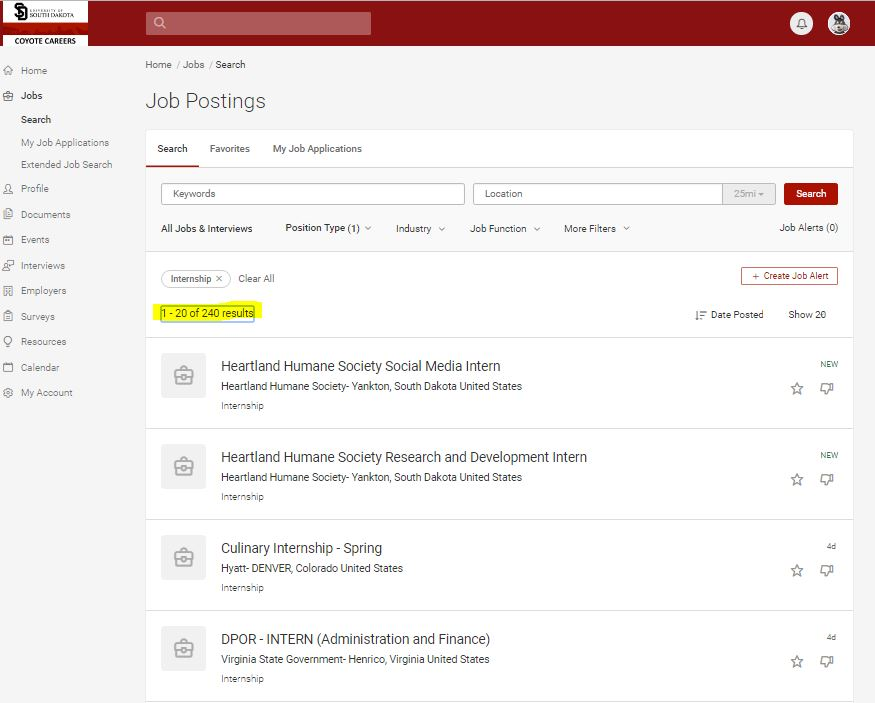 UNIVERSITY OF
SOUTH DAKOTA
COYOTE CAREERS
Home
Jobs
Search
My Job Applications
Extended Job Search
Profile
Documents
Events
Interviews
Employers
Surveys
Resources
Calendar
My Account
Home / Jobs / Search
Job Postings
Search Favorites My Job Applications
Keywords Location 25mi Search
All Jobs & Interviews Position Type (1) Industry Job Function More Filters Job Alerts (0)
Internship × Clear All + Create Job Alert
1 - 20 of 240 results Date Posted Show 20
Heartland Humane Society Social Media Intern NEW
Heartland Humane Society- Yankton, South Dakota United States
Internship
Heartland Humane Society Research and Development Intern NEW
Heartland Humane Society- Yankton, South Dakota United States
Internship
Culinary Internship - Spring 4d
Hyatt- DENVER, Colorado United States
Internship
DPOR - INTERN (Administration and Finance) 4d
Virginia State Government- Henrico, Virginia United States
Internship